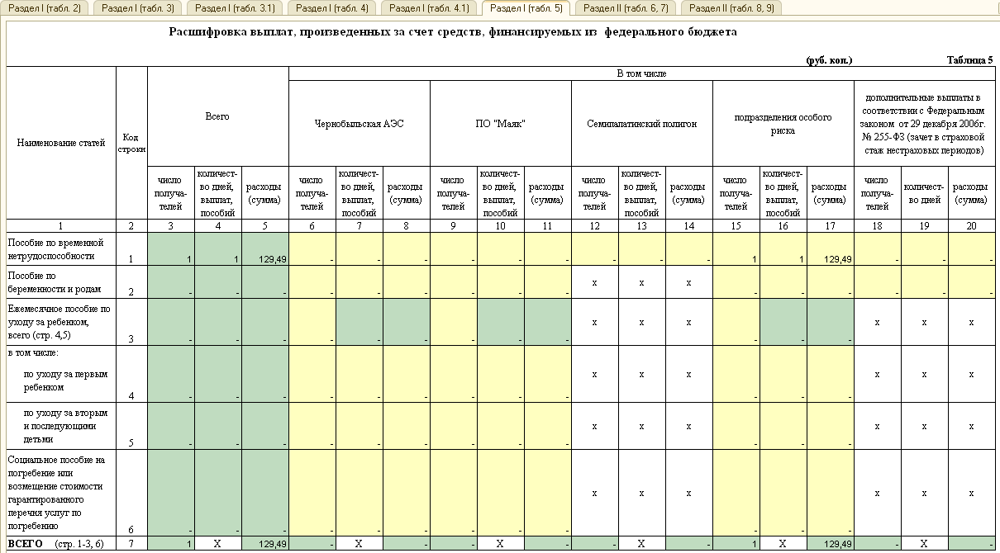 Раздел I (табл. 2) Раздел I (табл. 3) Раздел I (табл. 3.1) Раздел I (табл. 4) Раздел I (табл. 4.1) Раздел I (табл. 5) Раздел II (табл. 6, 7) Раздел II (табл. 8, 9)
Расшифровка выплат, произведенных за счет средств, финансируемых из федерального бюджета
(руб. коп.) Таблица 5
Наименование статей
Код
строки
Всего
В том числе
Чернобыльская АЭС
ПО "Маяк"
Семипалатинский полигон
подразделения особого
риска
дополнительные выплаты в
соответствии с Федеральным
законом от 29 декабря 2006г.
№ 255-ФЗ (зачет в страховой
стаж нестраховых периодов)
число
получа-
телей
количест-
во дней,
выплат,
пособий
расходы
(сумма)
число
получа-
телей
количест-
во дней,
выплат,
пособий
расходы
(сумма)
число
получа-
телей
количест-
во дней,
выплат,
пособий
расходы
(сумма)
число
получа-
телей
количест-
во дней,
выплат,
пособий
расходы
(сумма)
число
получа-
телей
количест-
во дней,
выплат,
пособий
расходы
(сумма)
число
получа-
телей
количест-
во дней
расходы
(сумма)
1 2 3 4 5 6 7 8 9 10 11 12 13 14 15 16 17 18 19 20
Пособие по временной
нетрудоспособности 1 1 1 129,49 - - - - - - - - - 1 1 129,49 - - -
Пособие по
беременности и родам 2 - - - - - - - - - х х х - - - - - -
Ежемесячное пособие по
уходу за ребенком,
всего (стр. 4,5) 3 - - - - - - - - - х х х - - - х х х
в том числе:
по уходу за первым
ребенком 4 - - - - - - - - - х х х - - - х х х
по уходу за вторым
и последующими
детьми 5 - - - - - - - - - х х х - - - х х х
Социальное пособие на
погребение или
возмещение стоимости
гарантированного
перечня услуг по
погребению 6 - - - - - - - - - х х х - - - х х х
ВСЕГО (стр. 1-3, 6) 7 1 Х 129,49 - Х - - Х - - Х - 1 Х 129,49 - Х -